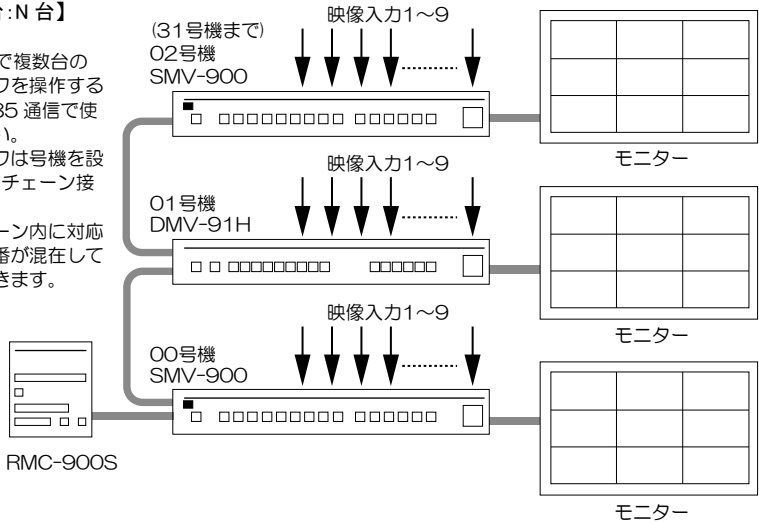 台:N 台】
で複数台の
フを操作する
85 通信で使
い。
フは号機を設
チェーン接
ーン内に対応
番が混在して
きます。
(31号機まで)
02号機
SMV-900
映像入力1～9
モニター
01号機
DMV-91H
映像入力1～9
モニター
00号機
SMV-900
映像入力1～9
モニター
RMC-900S